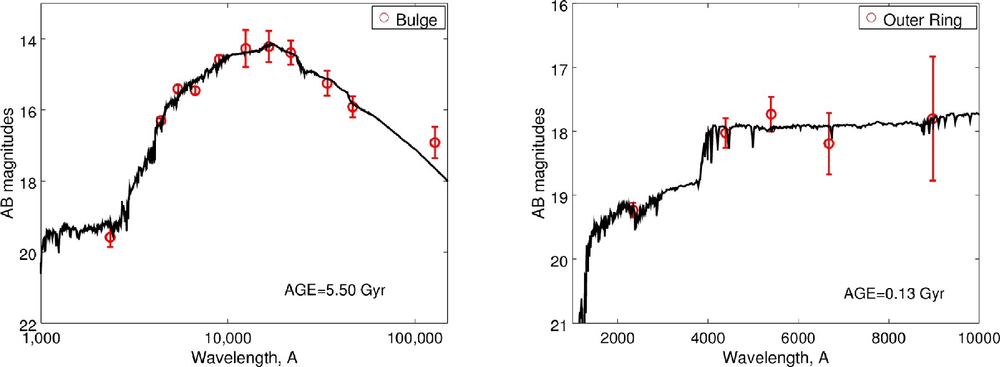 Bulge
14
16
18
20
22
AB magnitudes
AGE=5.50 Gyr
1,000
10,000
100,000
Wavelength, A
Outer Ring
16
17
18
19
20
21
AB magnitudes
AGE=0.13 Gyr
2000
4000
6000
8000
10000
Wavelength, A